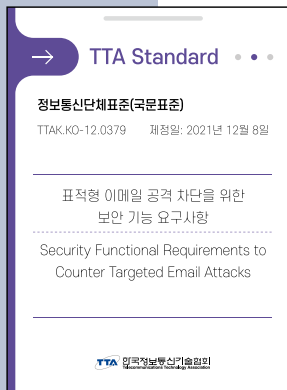 TTA Standard
정보통신단체표준(국문표준)
TTAK.KO-12.0379 제정일: 2021년 12월 8일
표적형 이메일 공격 차단을 위한
보안 기능 요구사항
Security Functional Requirements to
Counter Targeted Email Attacks
TTA 한국정보통신기술협회
Telecommunications Technology Association